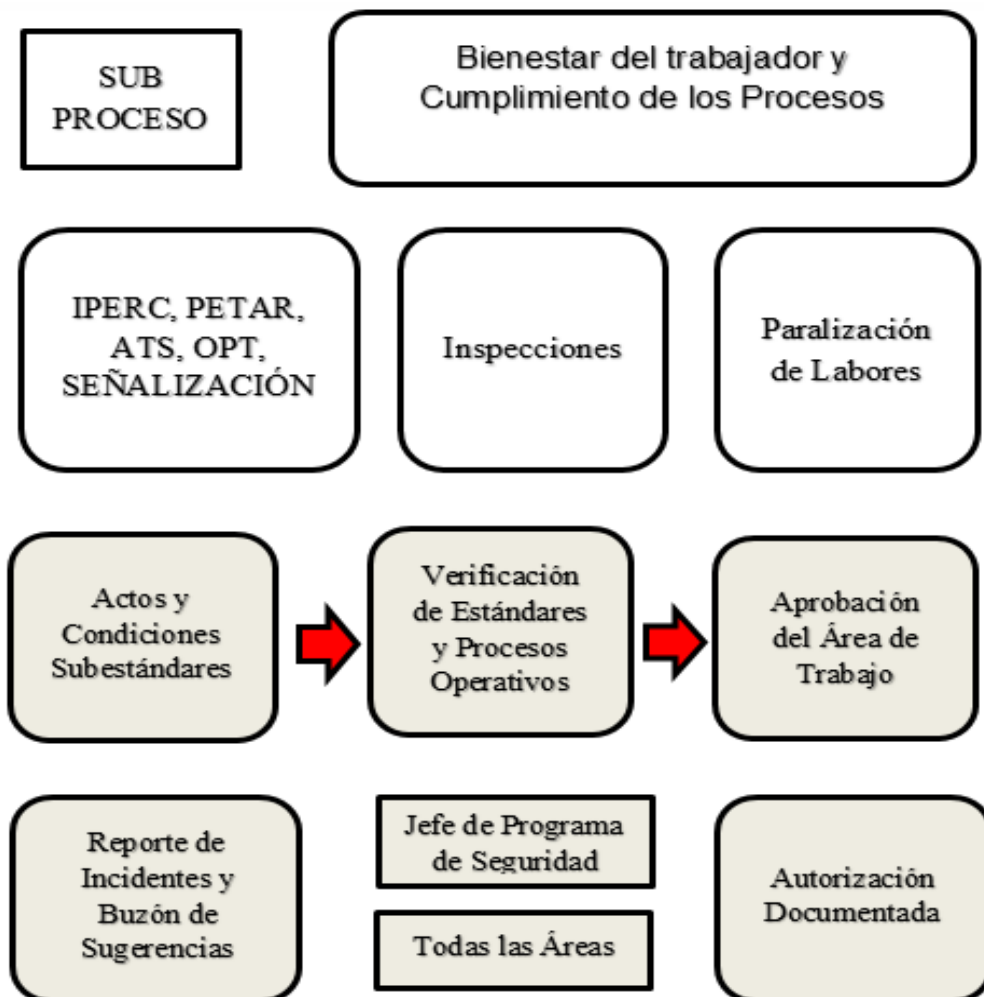 SUB
PROCESO
Bienestar del trabajador y
Cumplimiento de los Procesos
IPERC, PETAR,
ATS, OPT,
SEÑALIZACIÓN
Inspecciones
Paralización
de Labores
Actos y
Condiciones
Subestándares
Verificación
de Estándares
y Procesos
Operativos
Aprobación
del Área de
Trabajo
Reporte de
Incidentes y
Buzón de
Sugerencias
Jefe de Programa
de Seguridad
Todas las Áreas
Autorización
Documentada